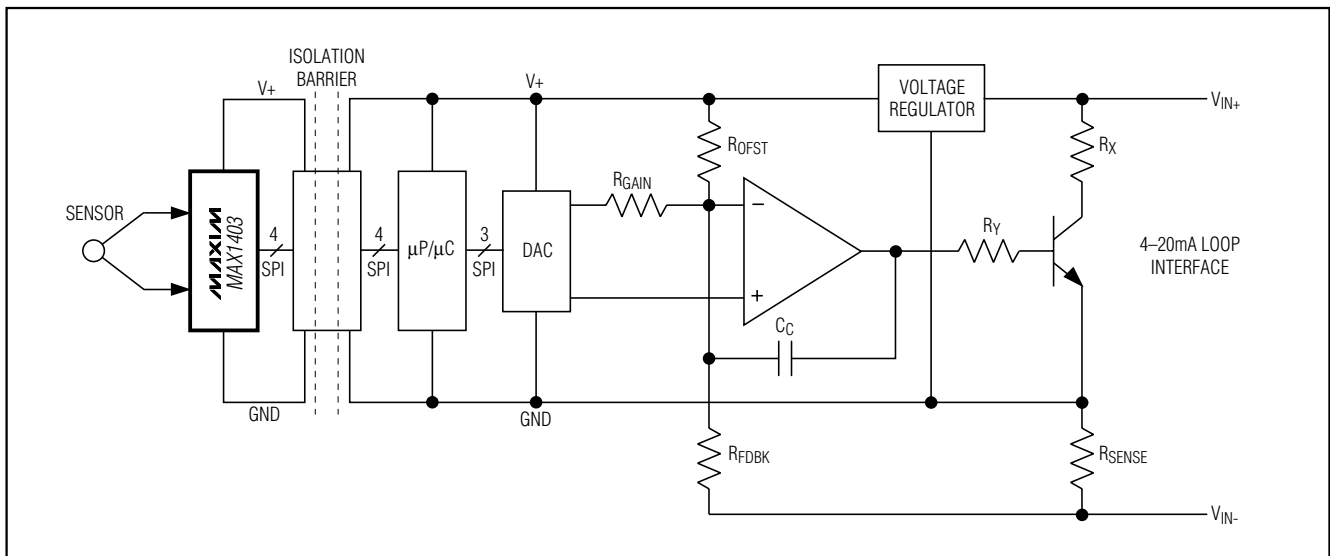 ISOLATION
BARRIER
V+
V+
VOLTAGE
REGULATOR
VIN+
ROFST
RX
RGAIN
SENSOR
MAXIM
MAX1403
4
SPI
4
SPI
µP/µC
3
SPI
DAC
−
+
RY
4–20mA LOOP
INTERFACE
CC
GND
GND
RFDBK
RSENSE
VIN-